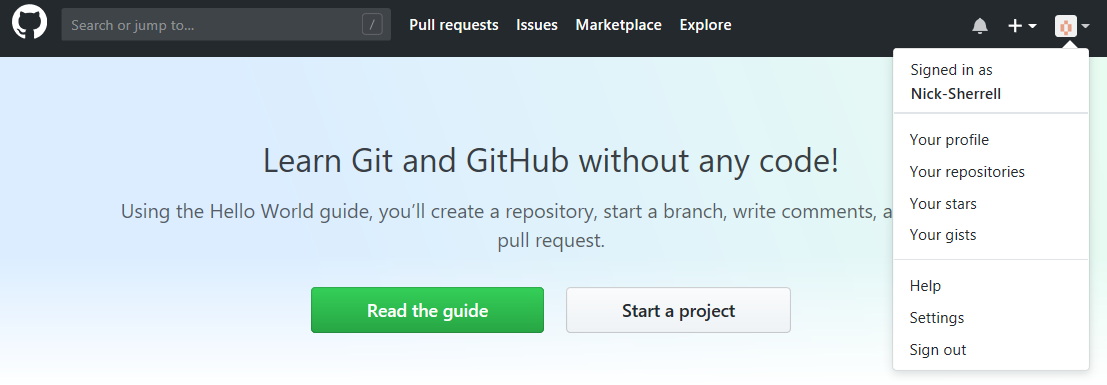 Search or jump to...
/
Pull requests
Issues
Marketplace
Explore
Signed in as
Nick-Sherrell
Your profile
Your repositories
Your stars
Your gists
Help
Settings
Sign out
Learn Git and GitHub without any code!
Using the Hello World guide, you’ll create a repository, start a branch, write comments,
pull request.
Read the guide
Start a project